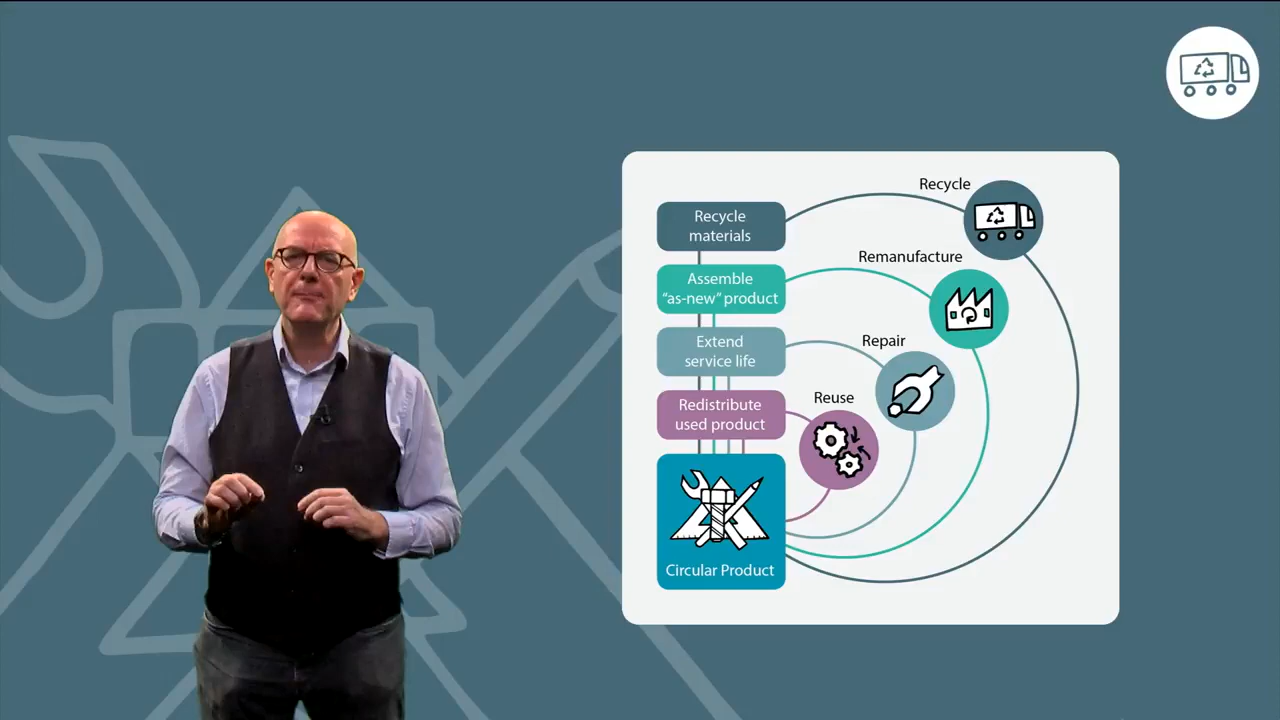 Recycle
Recycle
materials
Remanufacture
Assemble
“as-new” product
Repair
Extend
service life
Reuse
Redistribute
used product
Circular Product